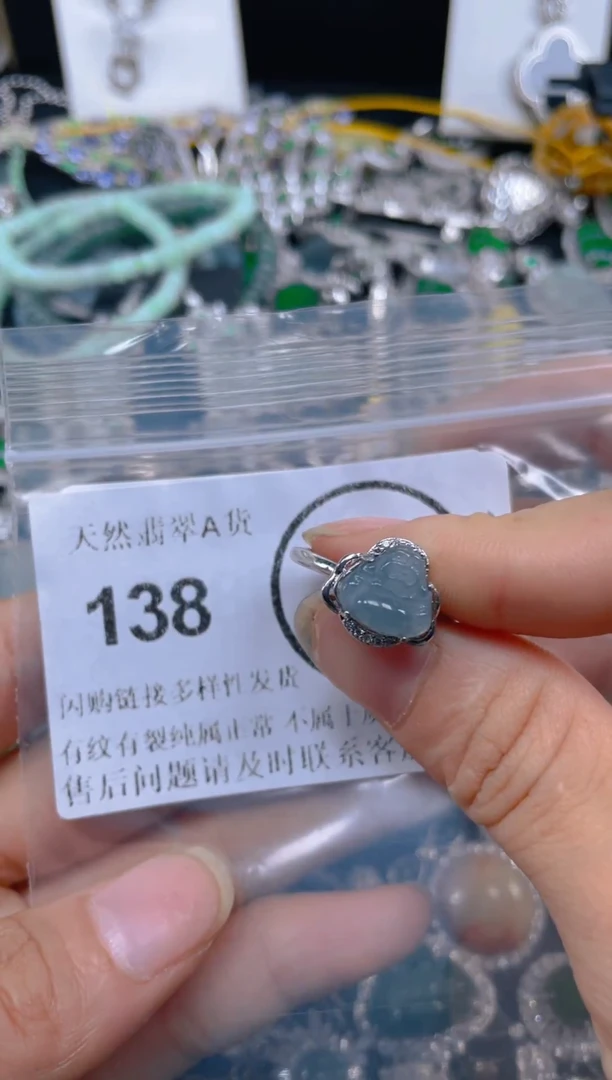 天然翡翠A货
138
闪购链接多样性发货
有纹有裂纯属正常 不属于
售后问题请及时联系客